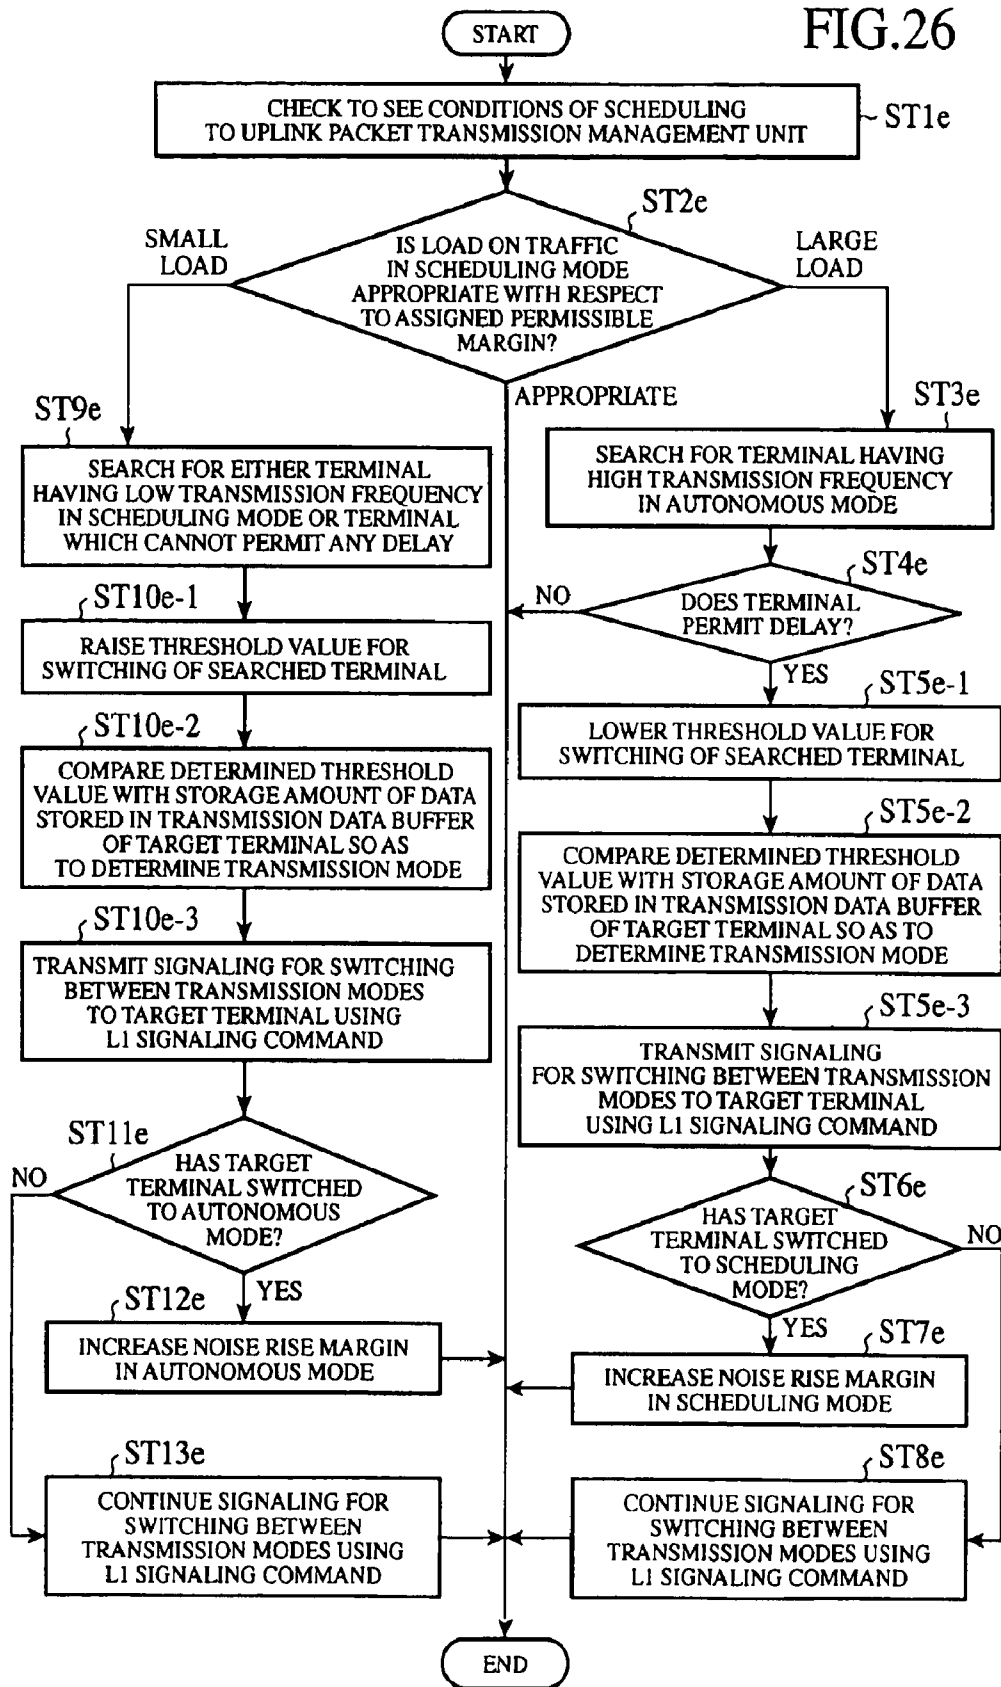 FIG.26
START
CHECK TO SEE CONDITIONS OF SCHEDULING
TO UPLINK PACKET TRANSMISSION MANAGEMENT UNIT
ST1e
ST2e
IS LOAD ON TRAFFIC
IN SCHEDULING MODE
APPROPRIATE WITH RESPECT
TO ASSIGNED PERMISSIBLE
MARGIN?
SMALL
LOAD
LARGE
LOAD
APPROPRIATE
ST9e
SEARCH FOR EITHER TERMINAL
HAVING LOW TRANSMISSION FREQUENCY
IN SCHEDULING MODE OR TERMINAL
WHICH CANNOT PERMIT ANY DELAY
ST10e-1
RAISE THRESHOLD VALUE FOR
SWITCHING OF SEARCHED TERMINAL
ST10e-2
COMPARE DETERMINED THRESHOLD
VALUE WITH STORAGE AMOUNT OF DATA
STORED IN TRANSMISSION DATA BUFFER
OF TARGET TERMINAL SO AS
TO DETERMINE TRANSMISSION MODE
ST10e-3
TRANSMIT SIGNALING FOR SWITCHING
BETWEEN TRANSMISSION MODES
TO TARGET TERMINAL USING
L1 SIGNALING COMMAND
ST11e
HAS TARGET
TERMINAL SWITCHED
TO AUTONOMOUS
MODE?
NO
YES
ST12e
INCREASE NOISE RISE MARGIN
IN AUTONOMOUS MODE
ST13e
CONTINUE SIGNALING FOR
SWITCHING BETWEEN
TRANSMISSION MODES USING
L1 SIGNALING COMMAND
ST3e
SEARCH FOR TERMINAL HAVING
HIGH TRANSMISSION FREQUENCY
IN AUTONOMOUS MODE
ST4e
DOES TERMINAL
PERMIT DELAY?
NO
YES
ST5e-1
LOWER THRESHOLD VALUE FOR
SWITCHING OF SEARCHED TERMINAL
ST5e-2
COMPARE DETERMINED THRESHOLD
VALUE WITH STORAGE AMOUNT OF DATA
STORED IN TRANSMISSION DATA BUFFER
OF TARGET TERMINAL SO AS TO
DETERMINE TRANSMISSION MODE
ST5e-3
TRANSMIT SIGNALING
FOR SWITCHING BETWEEN TRANSMISSION
MODES TO TARGET TERMINAL
USING L1 SIGNALING COMMAND
ST6e
HAS TARGET
TERMINAL SWITCHED
TO SCHEDULING
MODE?
NO
YES
ST7e
INCREASE NOISE RISE MARGIN
IN SCHEDULING MODE
ST8e
CONTINUE SIGNALING FOR
SWITCHING BETWEEN
TRANSMISSION MODES USING
L1 SIGNALING COMMAND
END